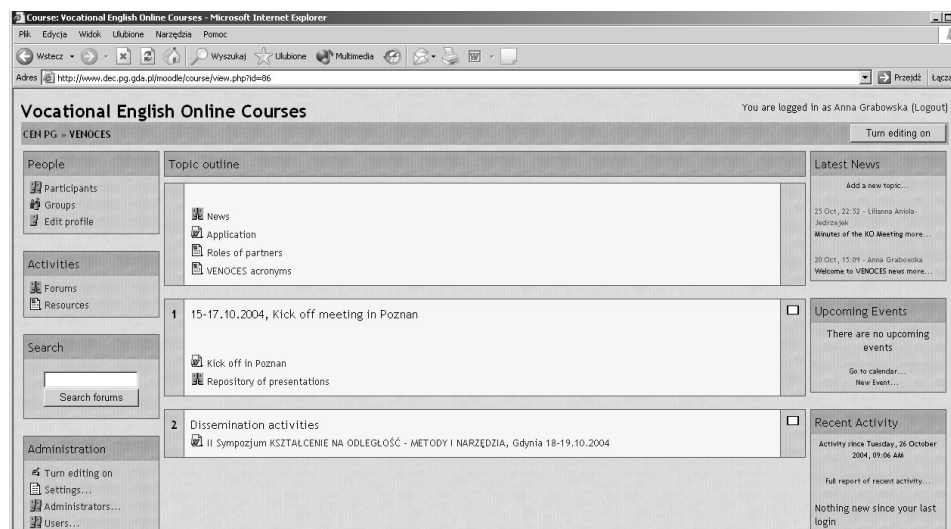 Course: Vocational English Online Courses - Microsoft Internet Explorer
Plik Edycja Widok Ulubione Narzędzia Pomoc
Wstecz Wyszukaj Ulubione Multimedia
Adres http://www.dec.pg.gda.pl/moodle/course/view.php?id=86 Przejdź Łącza
Vocational English Online Courses
You are logged in as Anna Grabowska (Logout)
CEN PG » VENOCES
Turn editing on
People
Participants
Groups
Edit profile
Activities
Forums
Resources
Search
Search forums
Administration
Turn editing on
Settings...
Administrators...
Users...
Topic outline
News
Application
Roles of partners
VENOCES acronyms
1 15-17.10.2004, Kick off meeting in Poznan
Kick off in Poznan
Repository of presentations
2 Dissemination activities
II Sympozjum KSZTAŁCENIE NA ODLEGŁOŚĆ - METODY I NARZĘDZIA, Gdynia 18-19.10.2004
Latest News
Add a new topic...
25 Oct, 22:52 - Lilianna Aniola-
Jedrzejek
Minutes of the KO Meeting more...
20 Oct, 15:09 - Anna Grabowska
Welcome to VENOCES news more...
Upcoming Events
There are no upcoming
events
Go to calendar...
New Event...
Recent Activity
Activity since Tuesday, 26 October
2004, 09:06 AM
Full report of recent activity...
Nothing new since your last
login